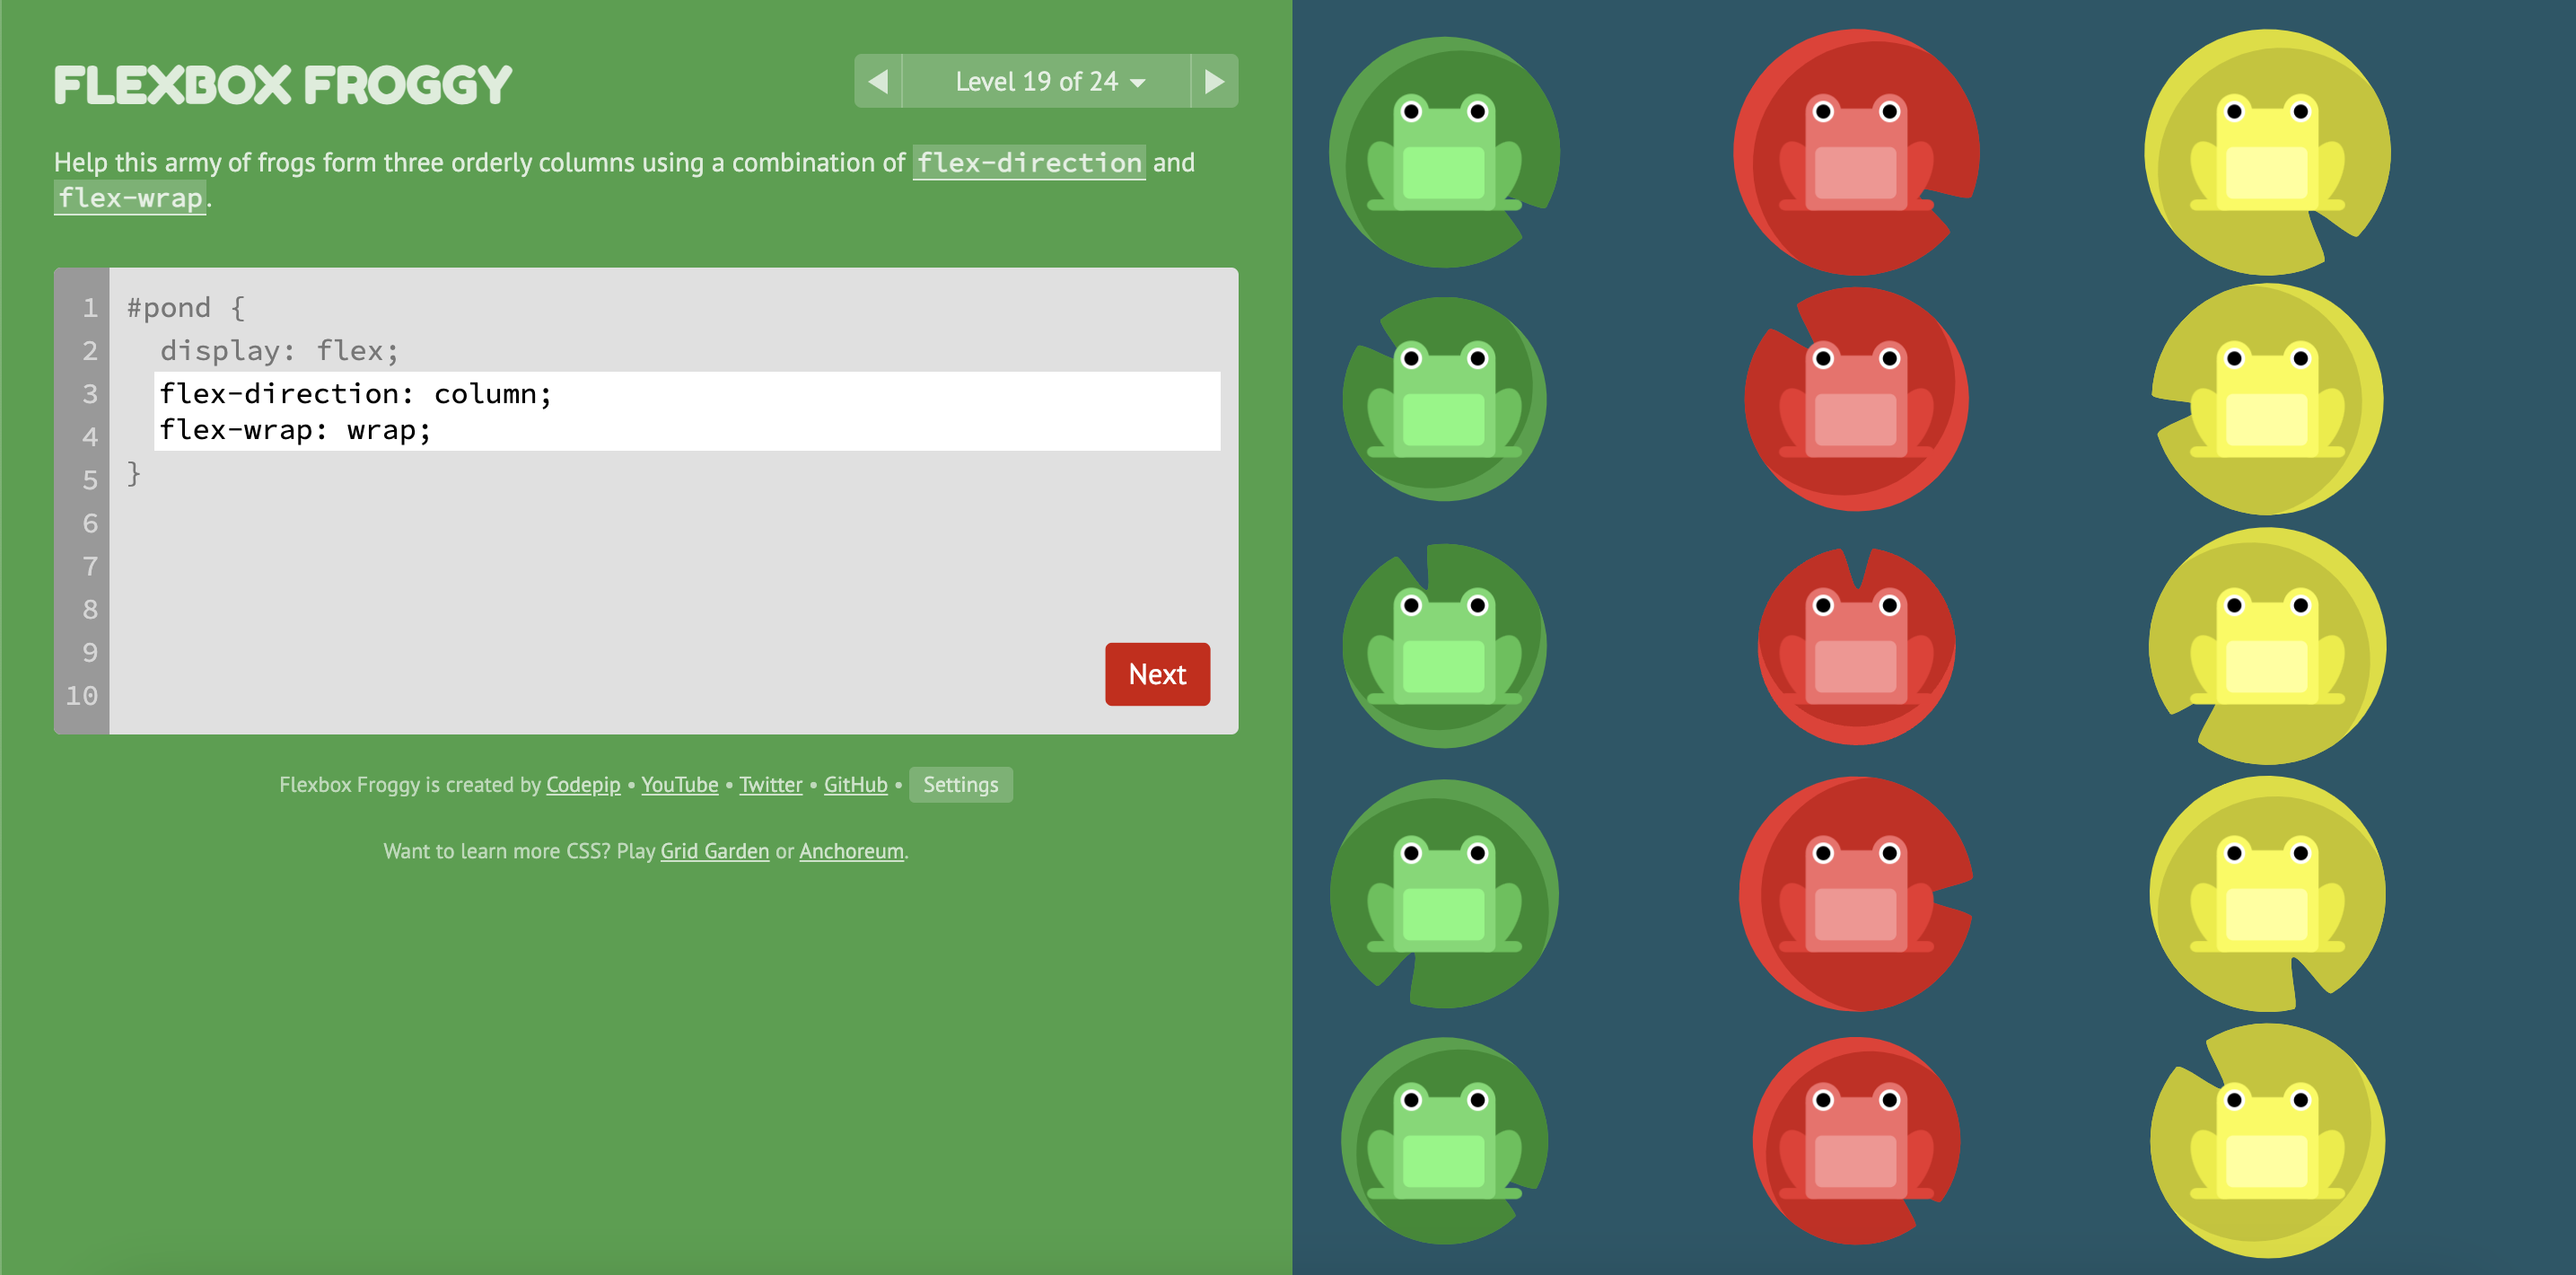 FLEXBOX FROGGY
Level 19 of 24
Help this army of frogs form three orderly columns using a combination of flex-direction and
flex-wrap.
1 #pond {
2 display: flex;
3 flex-direction: column;
4 flex-wrap: wrap;
5 }
6
7
8
9
10
Next
Flexbox Froggy is created by Codepip • YouTube • Twitter • GitHub • Settings
Want to learn more CSS? Play Grid Garden or Anchoreum.